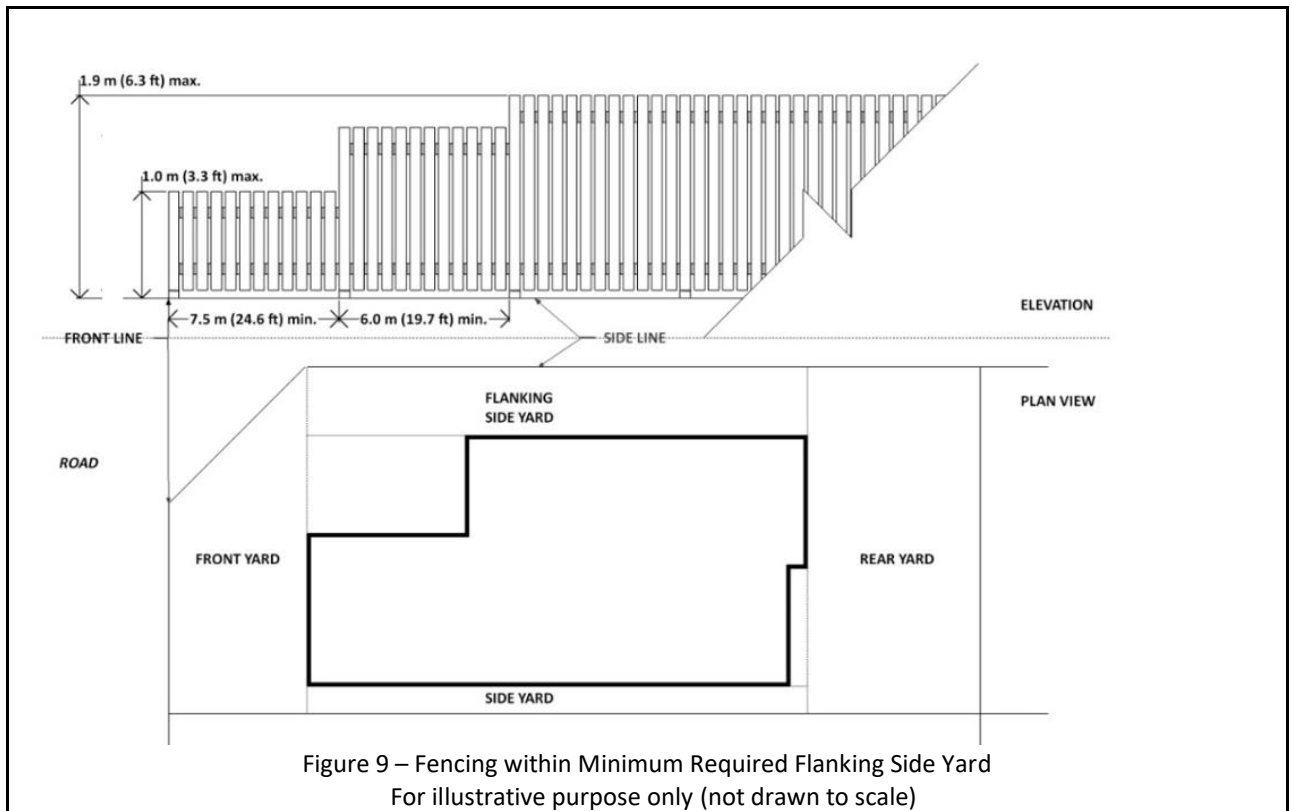 1.9 m (6.3 ft) max.
1.0 m (3.3 ft) max.
7.5 m (24.6 ft) min.
6.0 m (19.7 ft) min.
ELEVATION
FRONT LINE
SIDE LINE
FLANKING
SIDE YARD
PLAN VIEW
ROAD
FRONT YARD
REAR YARD
SIDE YARD
Figure 9 – Fencing within Minimum Required Flanking Side Yard
For illustrative purpose only (not drawn to scale)